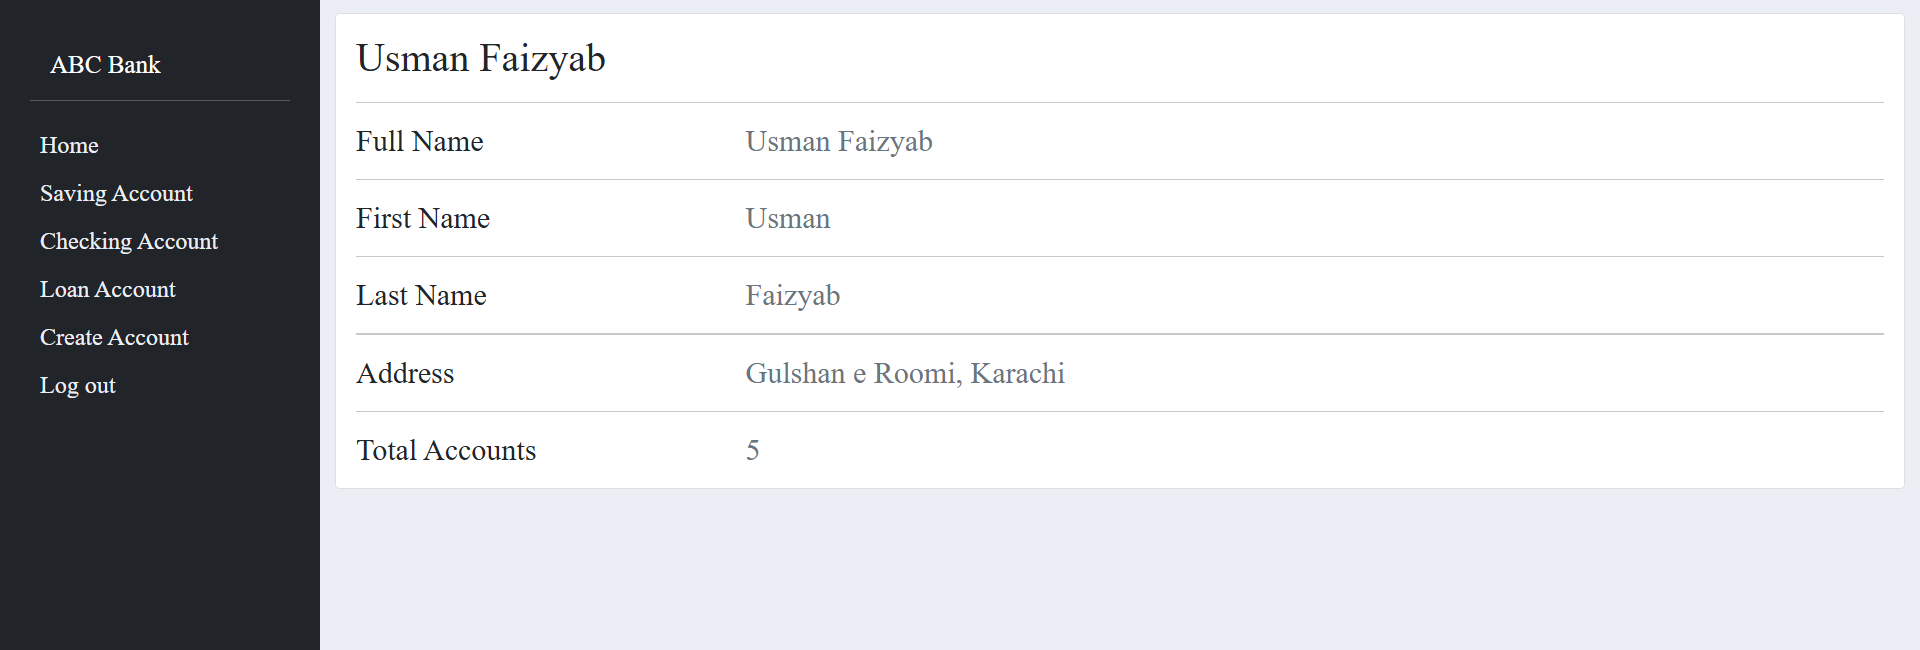 ABC Bank
Home
Saving Account
Checking Account
Loan Account
Create Account
Log out
Usman Faizyab
Full Name Usman Faizyab
First Name Usman
Last Name Faizyab
Address Gulshan e Roomi, Karachi
Total Accounts 5